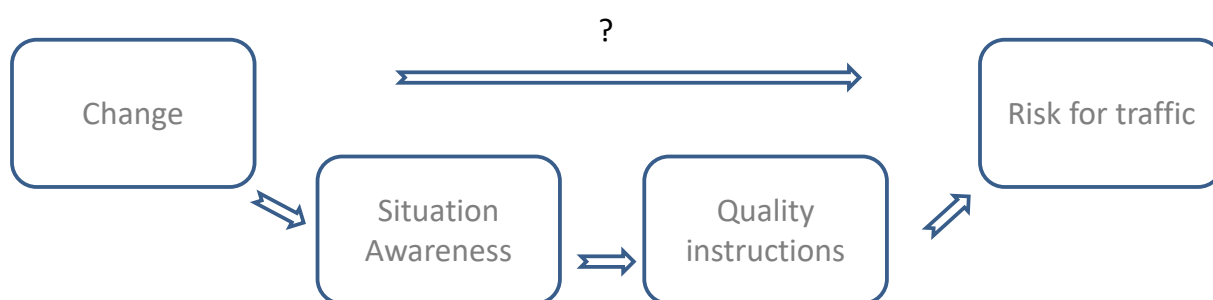 ?
Change
Risk for traffic
Situation
Awareness
Quality
instructions